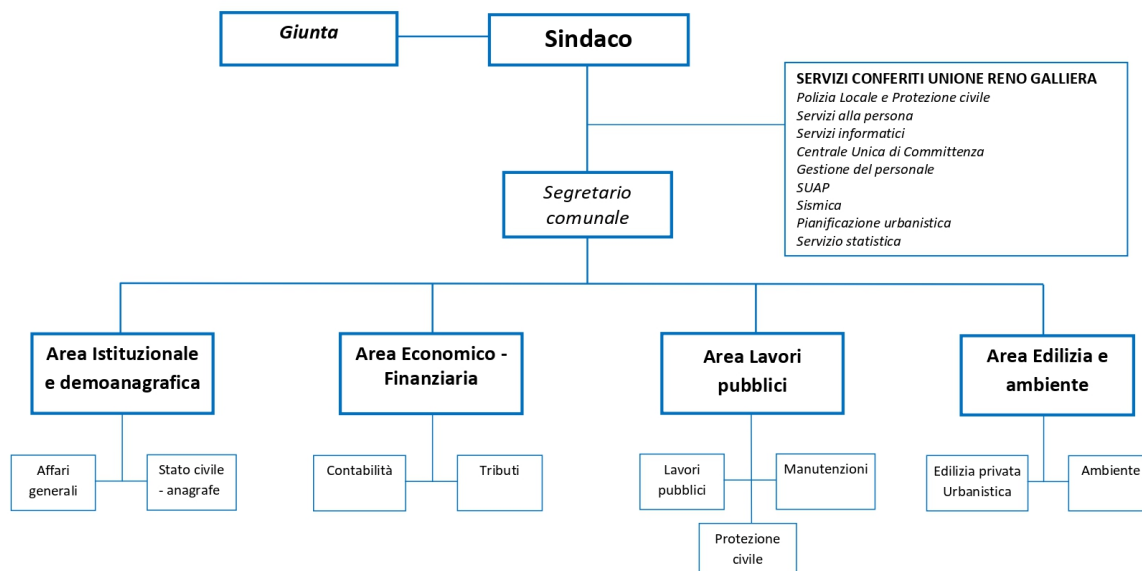 Giunta
Sindaco
SERVIZI CONFERITI UNIONE RENO GALLIERA
Polizia Locale e Protezione civile
Servizi alla persona
Servizi informatici
Centrale Unica di Committenza
Gestione del personale
SUAP
Sismica
Pianificazione urbanistica
Servizio statistica
Segretario
comunale
Area Istituzionale
e demoanagrafica
Area Economico -
Finanziaria
Area Lavori
pubblici
Area Edilizia e
ambiente
Affari
generali
Stato civile
- anagrafe
Contabilità
Tributi
Lavori
pubblici
Manutenzioni
Protezione
civile
Edilizia privata
Urbanistica
Ambiente